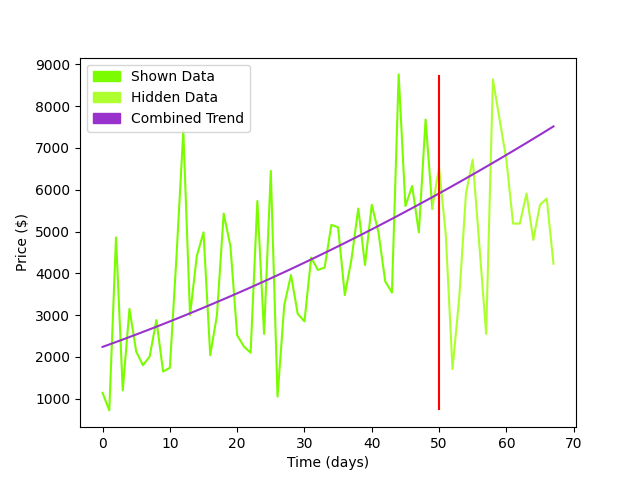 9000
8000
7000
6000
5000
4000
3000
2000
1000
Price ($)
Shown Data
Hidden Data
Combined Trend
0 10 20 30 40 50 60 70
Time (days)